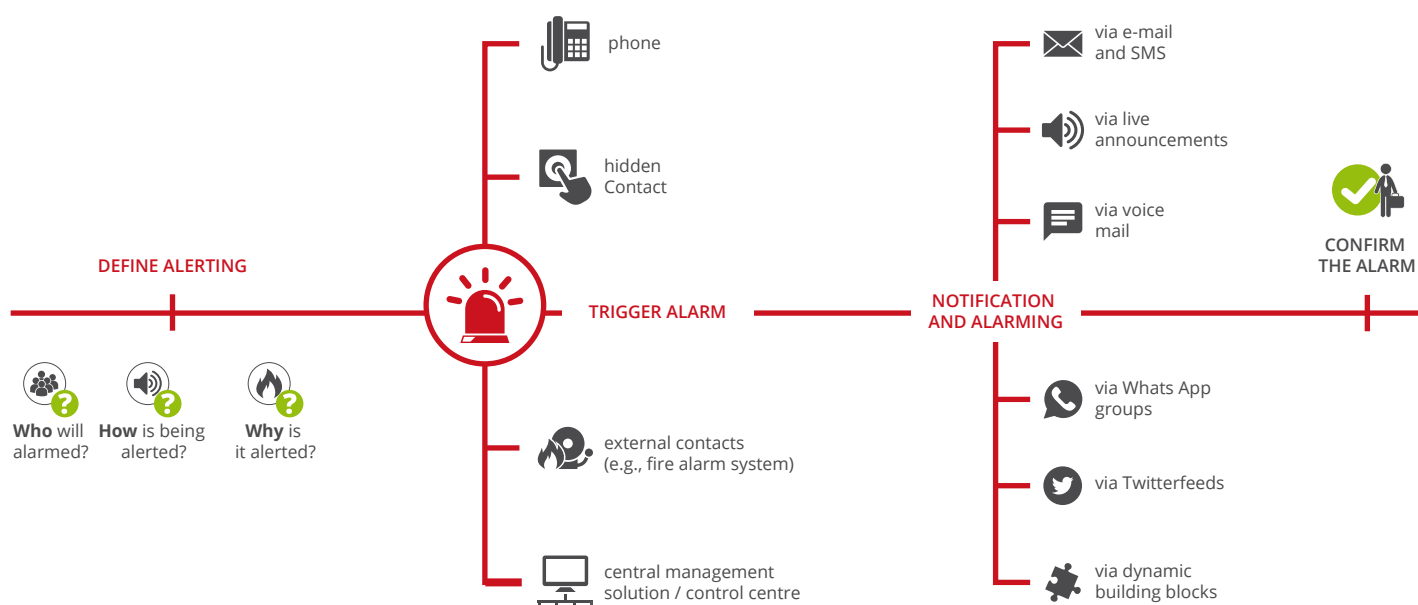 DEFINE ALERTING
Who will
alarmed?
How is being
alerted?
Why is
it alerted?
phone
hidden
Contact
TRIGGER ALARM
external contacts
(e.g., fire alarm system)
central management
solution / control centre
via e-mail
and SMS
via live
announcements
via voice
mail
NOTIFICATION
AND ALARMING
via Whats App
groups
via Twitterfeeds
via dynamic
building blocks
CONFIRM
THE ALARM